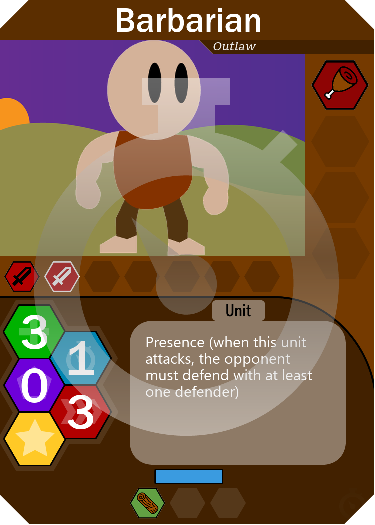 Barbarian
Outlaw
Unit
3
1
0
3
Presence (when this unit
attacks, the opponent
must defend with at least
one defender)